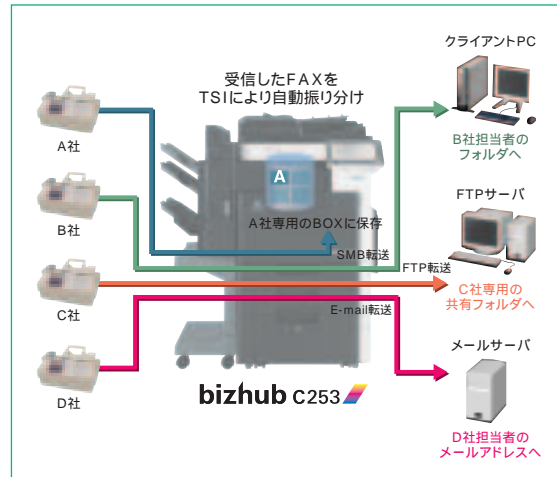 クライアントPC
受信したFAXを
TSIにより自動振り分け
A社
B社担当者の
フォルダへ
A
FTPサーバ
B社
A社専用のBOXに保存
SMB転送
FTP転送
C社
C社専用の
共有フォルダへ
E-mail転送
メールサーバ
D社
bizhub C253
D社担当者の
メールアドレスへ